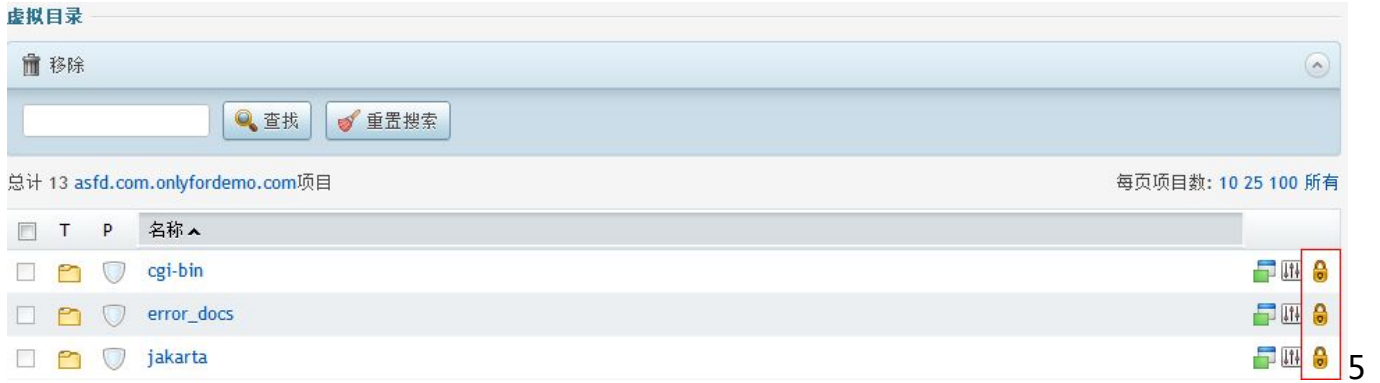 虚拟目录
移除
查找 重置搜索
总计 13 asfd.com.onlyfordemo.com项目 每页项目数: 10 25 100 所有
T P 名称
cgi-bin
error_docs
jakarta
5